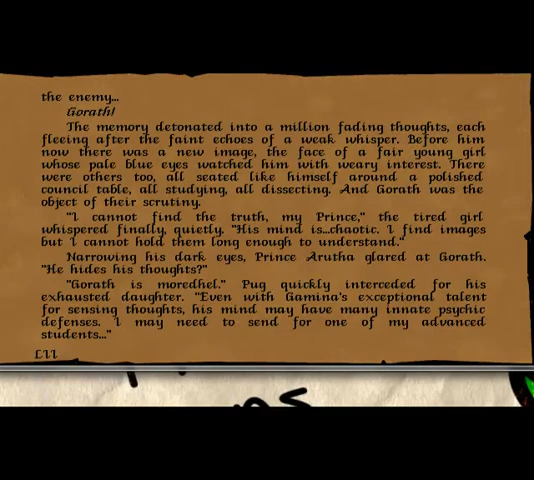 the enemy...
Gorath!
The memory detonated into a million fading thoughts, each
fleeing after the faint echoes of a weak whisper. Before him
now there was a new image, the face of a fair young girl
whose pale blue eyes watched him with weary interest. There
were others too, all seated like himself around a polished
council table, all studying, all dissecting. And Gorath was the
object of their scrutiny.
"I cannot find the truth, my Prince," the tired girl
whispered finally, quietly. "His mind is...chaotic. I find images
but I cannot hold them long enough to understand."
Narrowing his dark eyes, Prince Arutha glared at Gorath.
"He hides his thoughts?"
"Gorath is moredhel." Pug quickly interceded for his
exhausted daughter. "Even with Gamina's exceptional talent
for sensing thoughts, his mind may have many innate psychic
defenses. I may need to send for one of my advanced
students..."